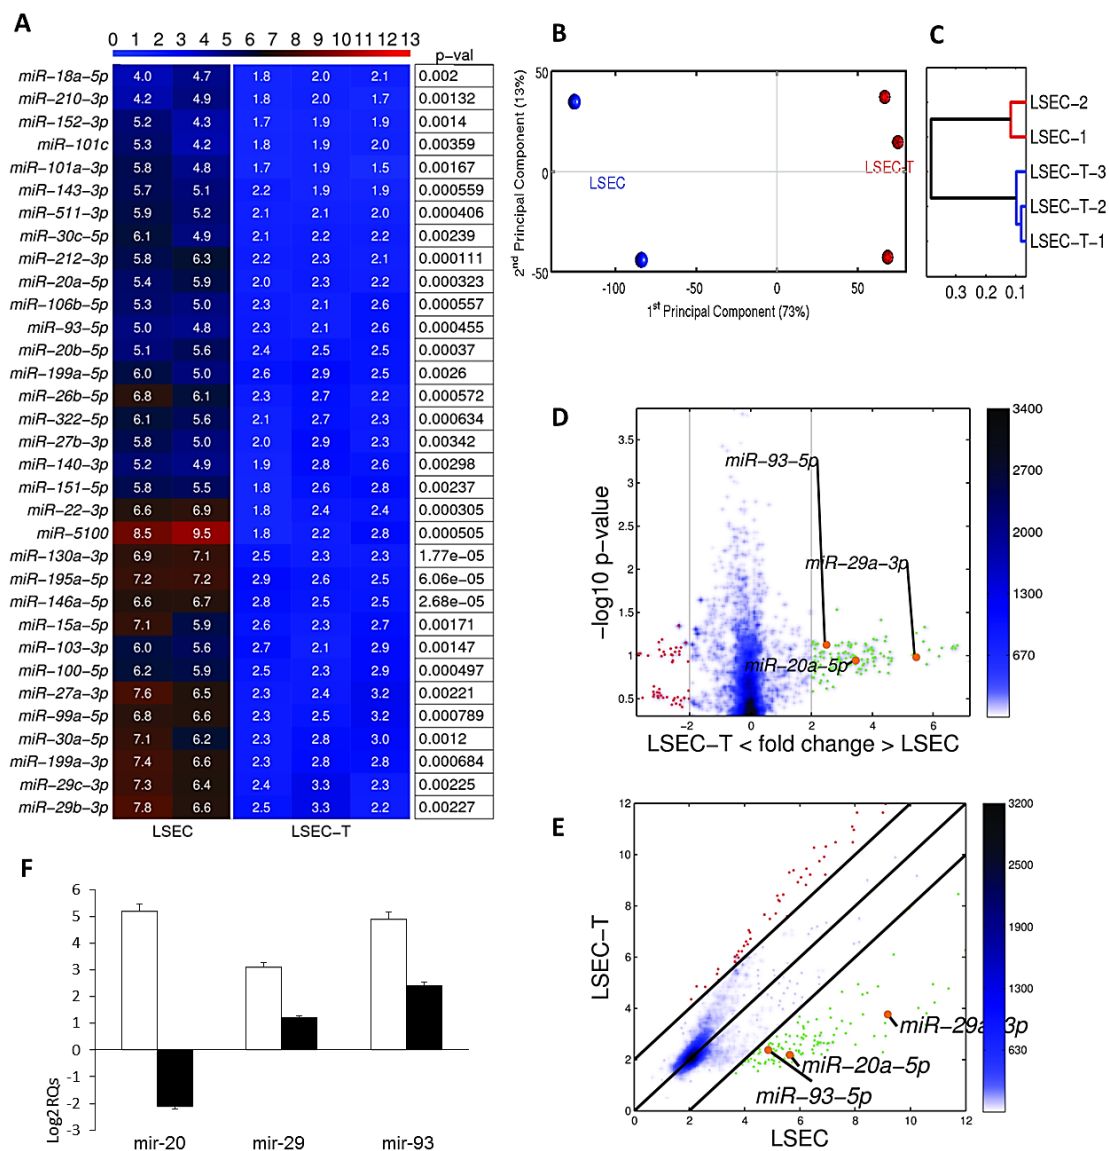 A
0 1 2 3 4 5 6 7 8 9 10 11 12 13
p-val
miR-18a-5p 4.0 4.7 1.8 2.0 2.1 0.002
miR-210-3p 4.2 4.9 1.8 2.0 1.7 0.00132
miR-152-3p 5.2 4.3 1.7 1.9 1.9 0.0014
miR-101c 5.3 4.2 1.8 1.9 2.0 0.00359
miR-101a-3p 5.8 4.8 1.7 1.9 1.5 0.00167
miR-143-3p 5.7 5.1 2.2 1.9 1.9 0.000559
miR-511-3p 5.9 5.2 2.1 2.1 2.0 0.000406
miR-30c-5p 6.1 4.9 2.1 2.2 2.2 0.00239
miR-212-3p 5.8 6.3 2.2 2.3 2.1 0.000111
miR-20a-5p 5.4 5.9 2.0 2.3 2.2 0.000323
miR-106b-5p 5.3 5.0 2.3 2.1 2.6 0.000557
miR-93-5p 5.0 4.8 2.3 2.1 2.6 0.000455
miR-20b-5p 5.1 5.6 2.4 2.5 2.5 0.00037
miR-199a-5p 6.0 5.0 2.6 2.9 2.5 0.0026
miR-26b-5p 6.8 6.1 2.3 2.7 2.2 0.000572
miR-322-5p 6.1 5.6 2.1 2.7 2.3 0.000634
miR-27b-3p 5.8 5.0 2.0 2.9 2.3 0.00342
miR-140-3p 5.2 4.9 1.9 2.8 2.6 0.00298
miR-151-5p 5.8 5.5 1.8 2.6 2.8 0.00237
miR-22-3p 6.6 6.9 1.8 2.4 2.4 0.000305
miR-5100 8.5 9.5 1.8 2.2 2.8 0.000505
miR-130a-3p 6.9 7.1 2.5 2.3 2.3 1.77e-05
miR-195a-5p 7.2 7.2 2.9 2.6 2.5 6.06e-05
miR-146a-5p 6.6 6.7 2.8 2.5 2.5 2.68e-05
miR-15a-5p 7.1 5.9 2.6 2.3 2.7 0.00171
miR-103-3p 6.0 5.6 2.7 2.1 2.9 0.00147
miR-100-5p 6.2 5.9 2.5 2.3 2.9 0.000497
miR-27a-3p 7.6 6.5 2.3 2.4 3.2 0.00221
miR-99a-5p 6.8 6.6 2.3 2.5 3.2 0.000789
miR-30a-5p 7.1 6.2 2.3 2.8 3.0 0.0012
miR-199a-3p 7.4 6.6 2.3 2.8 2.8 0.000684
miR-29c-3p 7.3 6.4 2.4 3.3 2.3 0.00225
miR-29b-3p 7.8 6.6 2.5 3.3 2.2 0.00227
LSEC LSEC-T
B
2nd Principal Component (13%)
50
0
-50
LSEC
LSEC-T
-100 0 50
1st Principal Component (73%)
C
LSEC-2
LSEC-1
LSEC-T-3
LSEC-T-2
LSEC-T-1
0.3 0.2 0.1
D
-log10 p-value
3.5
3
2.5
2
1.5
1
0.5
miR-93-5p
miR-29a-3p
miR-20a-5p
-2 0 2 4 6
LSEC-T < fold change > LSEC
3400
2700
2000
1300
670
E
LSEC-T
12
10
8
6
4
2
0
miR-29a-3p
miR-20a-5p
miR-93-5p
0 2 4 6 8 10 12
LSEC
3200
2500
1900
1300
630
F
Log2RQs
6
5
4
3
2
1
0
-1
-2
-3
mir-20 mir-29 mir-93